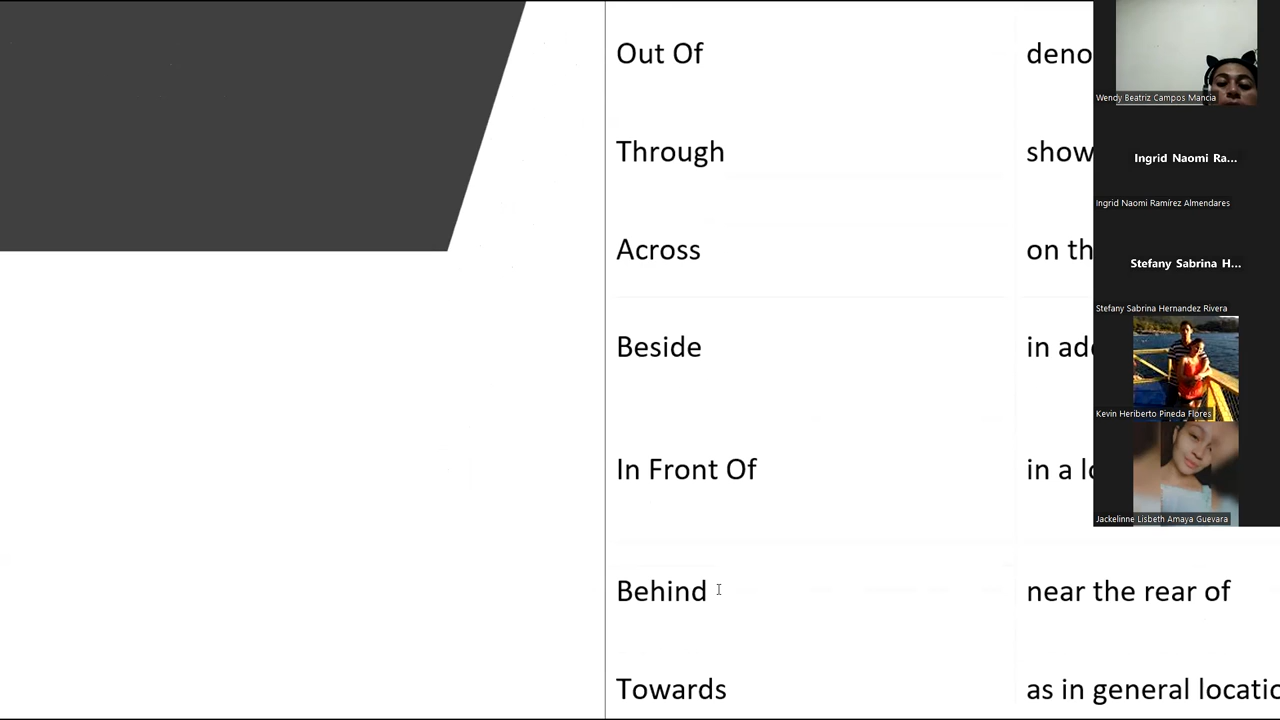 Out Of deno
Through show
Across on th
Beside in ad
In Front Of in a lo
Behind near the rear of
Towards as in general locatio
Wendy Beatriz Campos Mancia
Ingrid Naomi Ra...
Ingrid Naomi Ramírez Almendares
Stefany Sabrina H...
Stefany Sabrina Hernandez Rivera
Kevin Heriberto Pineda Flores
Jackelinne Lisbeth Amaya Guevara